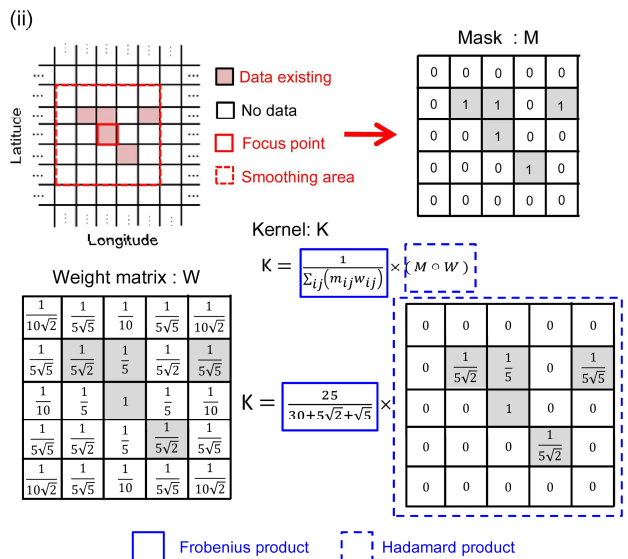 (ii)
Mask : M
Latitude
Longitude
Data existing
No data
Focus point
Smoothing area
0 0 0 0 0
0 1 1 0 1
0 0 1 0 0
0 0 0 1 0
0 0 0 0 0
Kernel: K
K = 1/∑ij(mijwij) × (M ○ W)
Weight matrix : W
1/10√2 1/5√5 1/10 1/5√5 1/10√2
1/5√5 1/5√2 1/5 1/5√2 1/5√5
1/10 1/5 1 1/5 1/10
1/5√5 1/5√2 1/5 1/5√2 1/5√5
1/10√2 1/5√5 1/10 1/5√5 1/10√2
K = 25/30+5√2+√5 ×
0 0 0 0 0
0 1/5√2 1/5 0 1/5√5
0 0 1 0 0
0 0 0 1/5√2 0
0 0 0 0 0
Frobenius product
Hadamard product